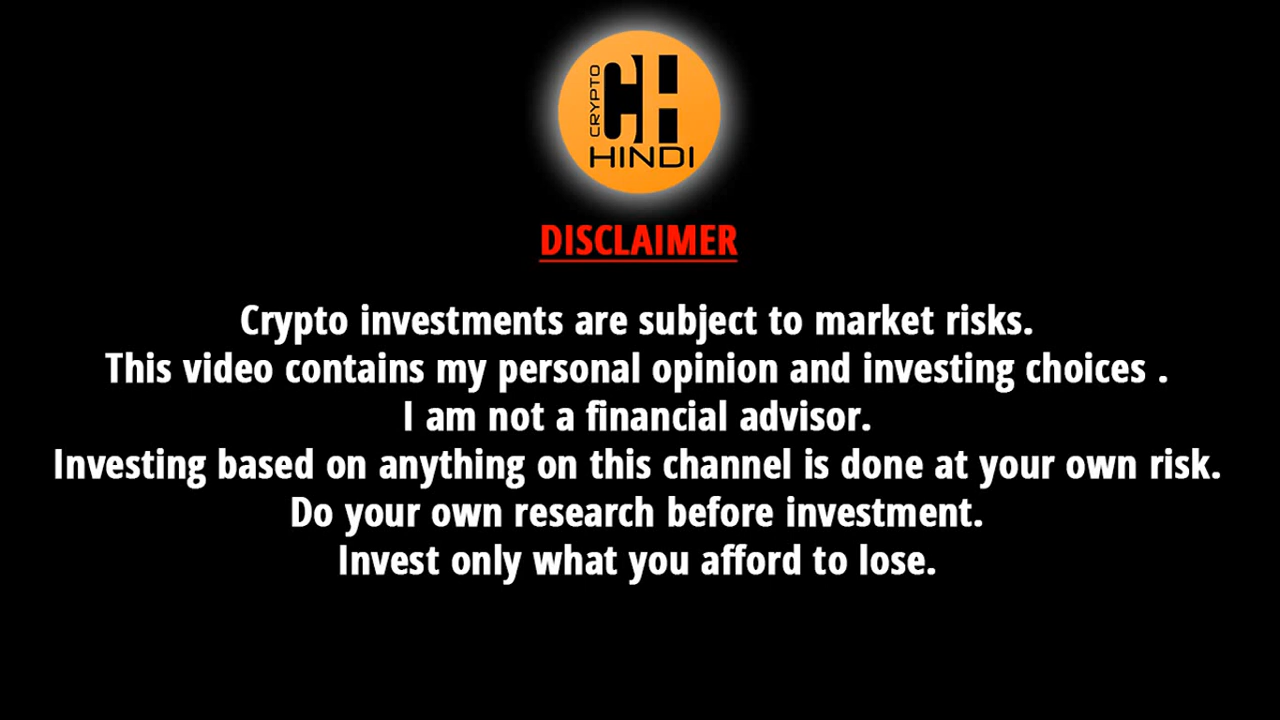 CRYPTO
CH
HINDI
DISCLAIMER
Crypto investments are subject to market risks.
This video contains my personal opinion and investing choices .
I am not a financial advisor.
Investing based on anything on this channel is done at your own risk.
Do your own research before investment.
Invest only what you afford to lose.